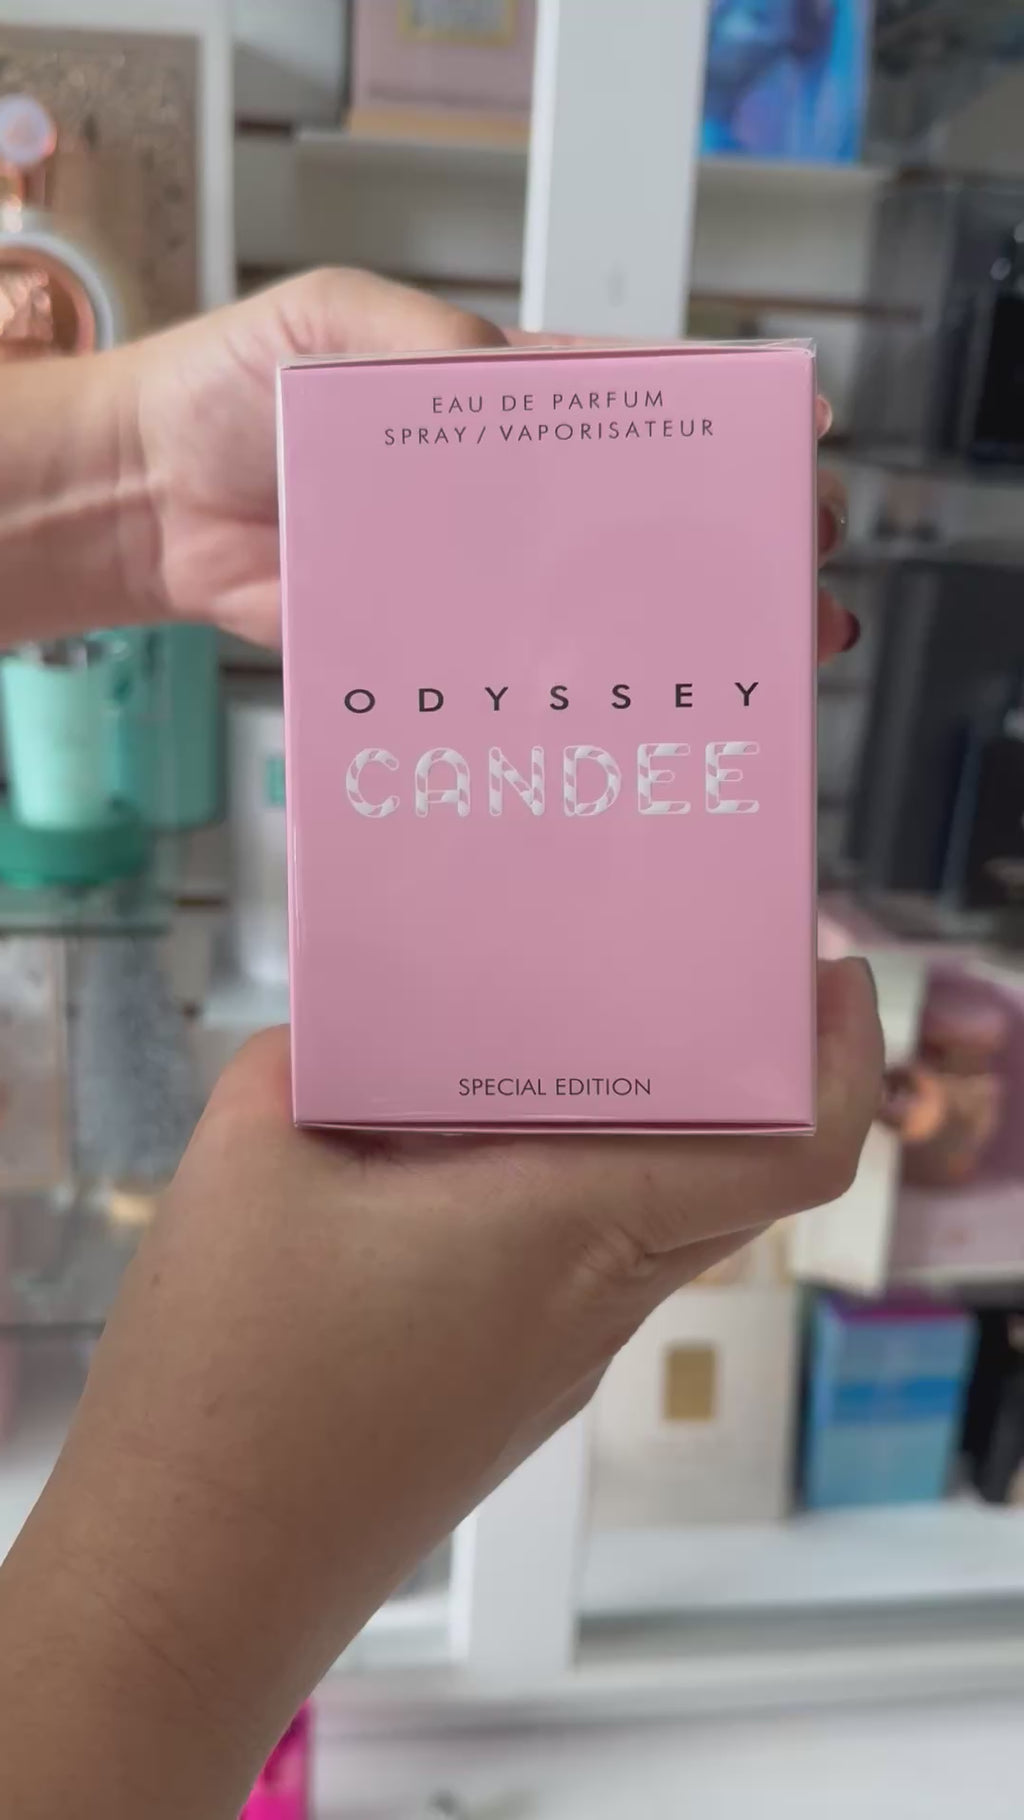 EAU DE PARFUM
SPRAY / VAPORISATEUR
ODYSSEY
CANDEE
SPECIAL EDITION